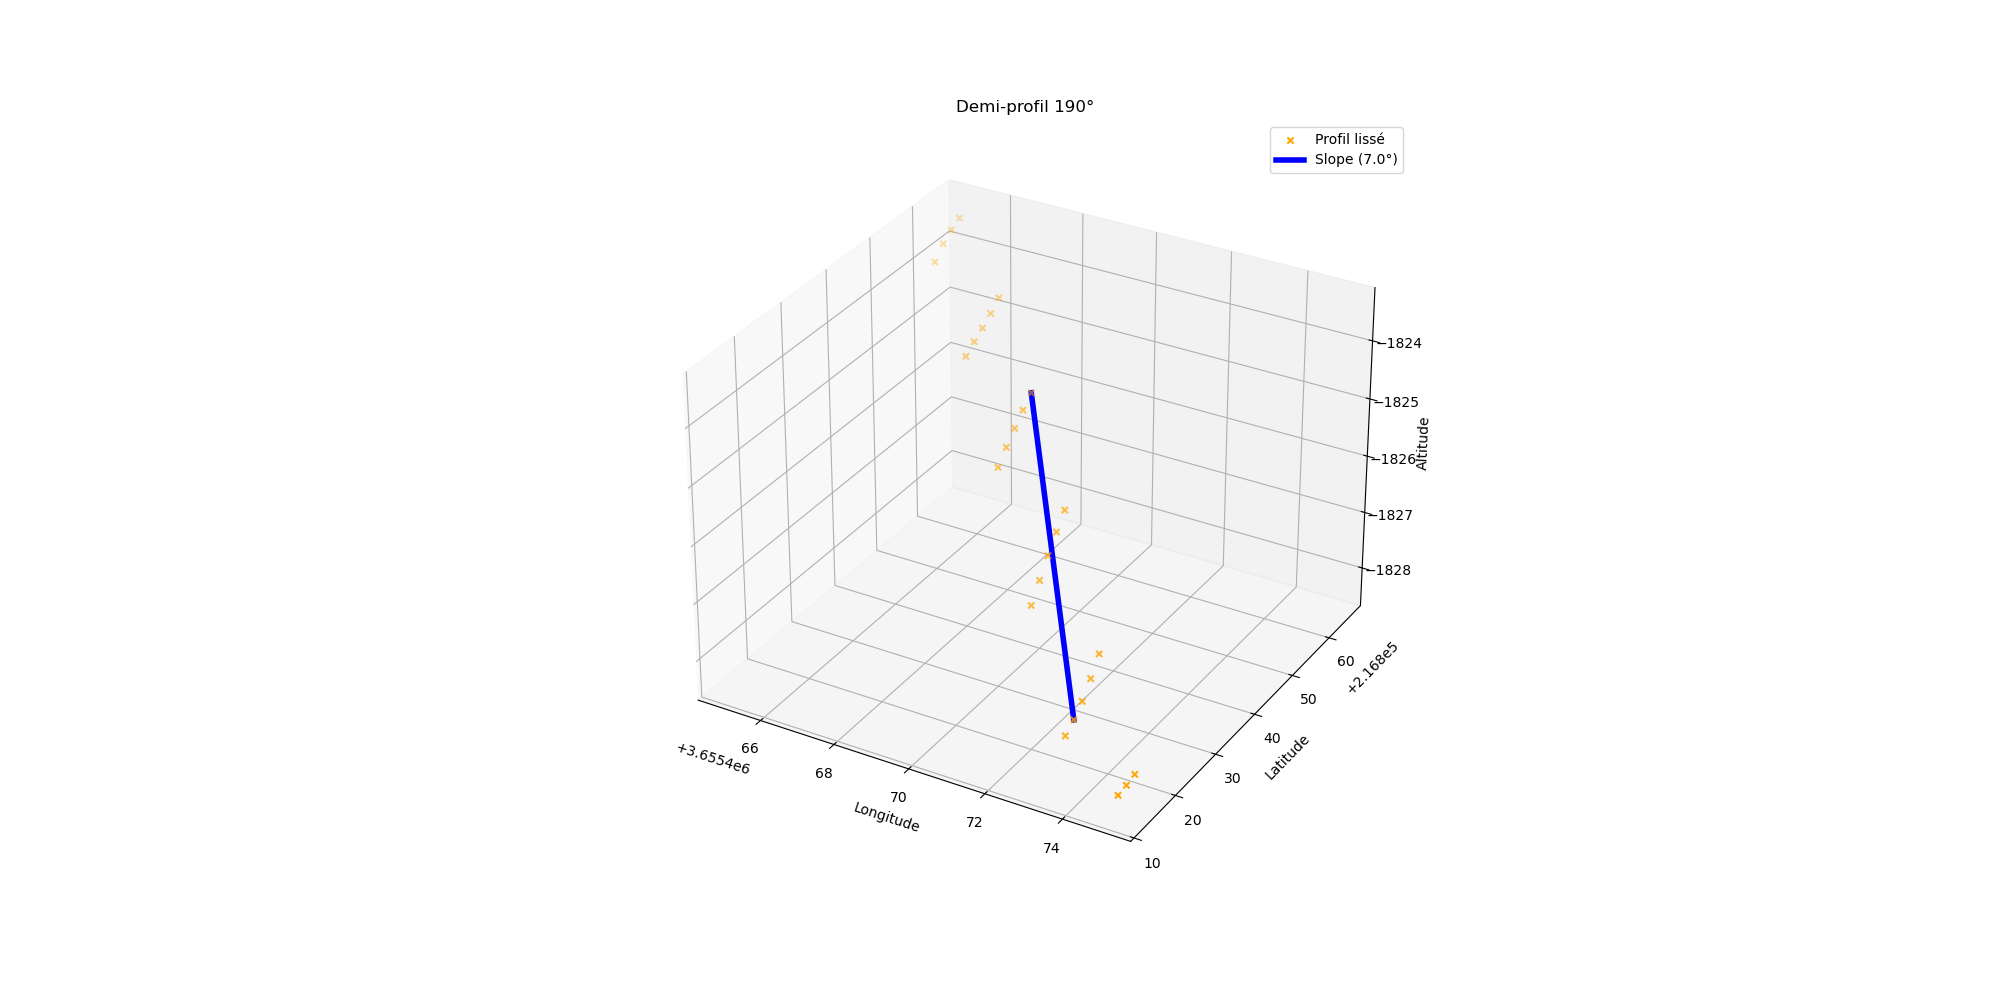 Demi-profil 190°
Profil lissé
Slope (7.0°)
−1824
−1825
−1826
−1827
−1828
Altitude
+2.168e5
60
50
40
30
20
10
Latitude
66
68
70
72
74
+3.6554e6
Longitude